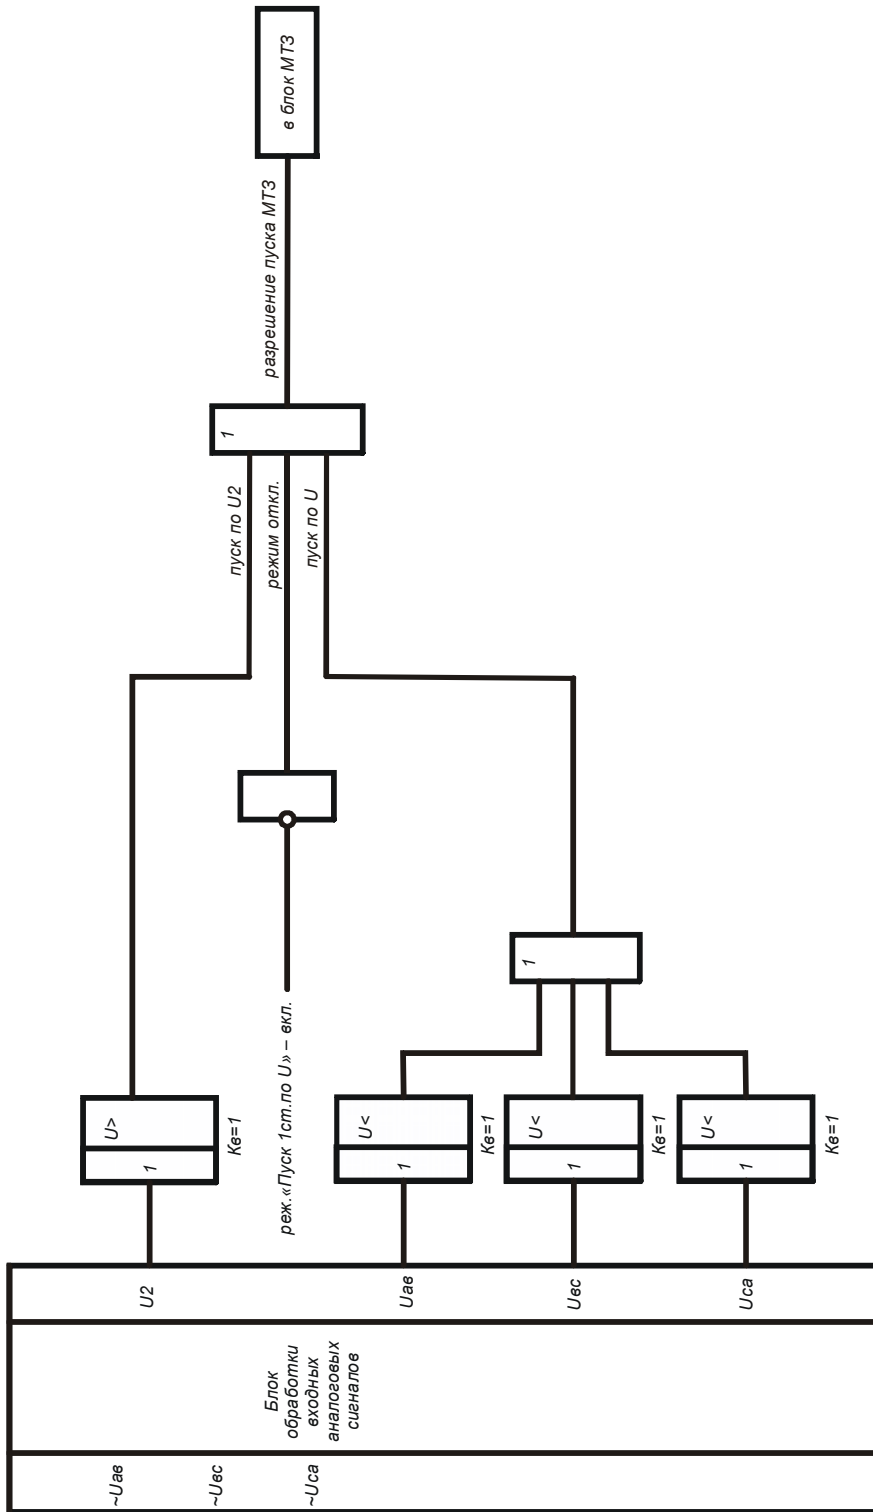 ~Uав
~Uвс
~Uса
Блок
обработки
входных
аналоговых
сигналов
U2
Uав
Uвс
Uса
1
U>
Кв=1
1
U<
Кв=1
1
U<
Кв=1
1
U<
Кв=1
реж.«Пуск 1ст.по U» – вкл.
1
пуск по U2
режим откл.
пуск по U
1
разрешение пуска МТЗ
в блок МТЗ